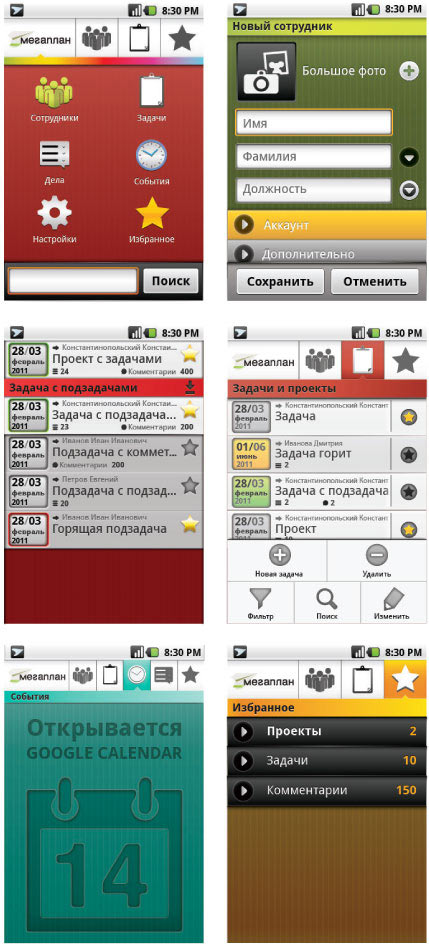 8:30 PM
мегаплан
Сотрудники
Задачи
Дела
События
Настройки
Избранное
Поиск
8:30 PM
Новый сотрудник
Большое фото
Имя
Фамилия
Должность
Аккаунт
Дополнительно
Сохранить
Отменить
8:30 PM
28/03
февраль
2011
Константинопольский Констаи...
Проект с задачами
24
Комментарии 400
Задача с подзадачами
28/03
февраль
2011
Константинопольский Констаи...
Задача с подзадача...
23
Комментарии 200
28/03
февраль
2011
Иванов Иван Иванович
Подзадача с коммет...
Комментарии 200
28/03
февраль
2011
Петров Евгений
Подзадача с подзад...
20
28/03
февраль
2011
Иванов Иван Иванович
Горящая подзадача
8:30 PM
мегаплан
Задачи и проекты
28/03
февраль
2011
Константинопольский Констант
Задача
01/06
июнь
2011
Иванова Дмитрия
Задача горит
2
28/03
февраль
2011
Константинопольский Констант
Задача с подзадача
2
2
28/03
февраль
2011
Константинопольский Констант
Проект
Новая задача
Удалить
Фильтр
Поиск
Изменить
8:30 PM
мегаплан
События
Открывается
GOOGLE CALENDAR
14
8:30 PM
мегаплан
Избранное
Проекты 2
Задачи 10
Комментарии 150